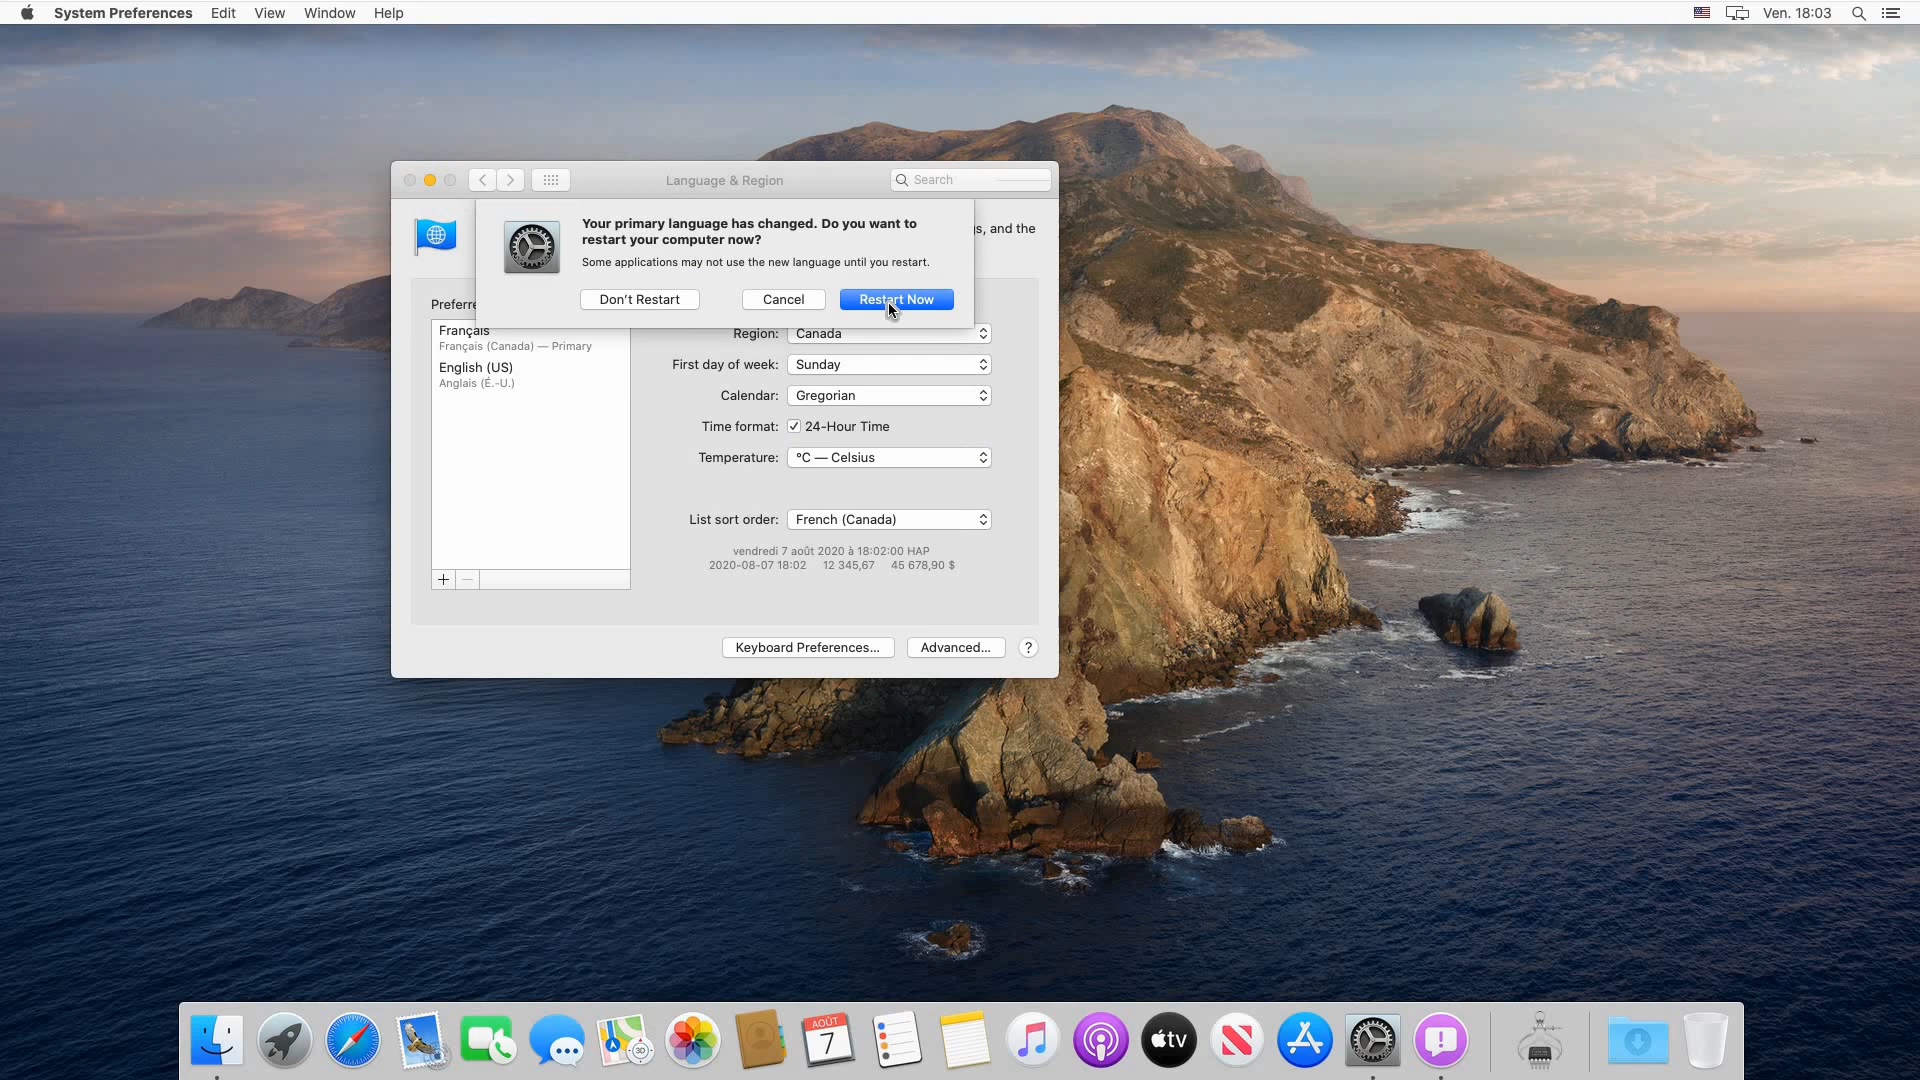 System Preferences Edit View Window Help
Ven. 18:03
Language & Region
Search
Your primary language has changed. Do you want to
restart your computer now?
Some applications may not use the new language until you restart.
Don't Restart Cancel Restart Now
s, and the
Preferre
Français
Français (Canada) — Primary
English (US)
Anglais (É.-U.)
Region: Canada
First day of week: Sunday
Calendar: Gregorian
Time format: 24-Hour Time
Temperature: °C — Celsius
List sort order: French (Canada)
vendredi 7 août 2020 à 18:02:00 HAP
2020-08-07 18:02 12 345,67 45 678,90 $
Keyboard Preferences... Advanced... ?
AOÛT
7
3D
tv